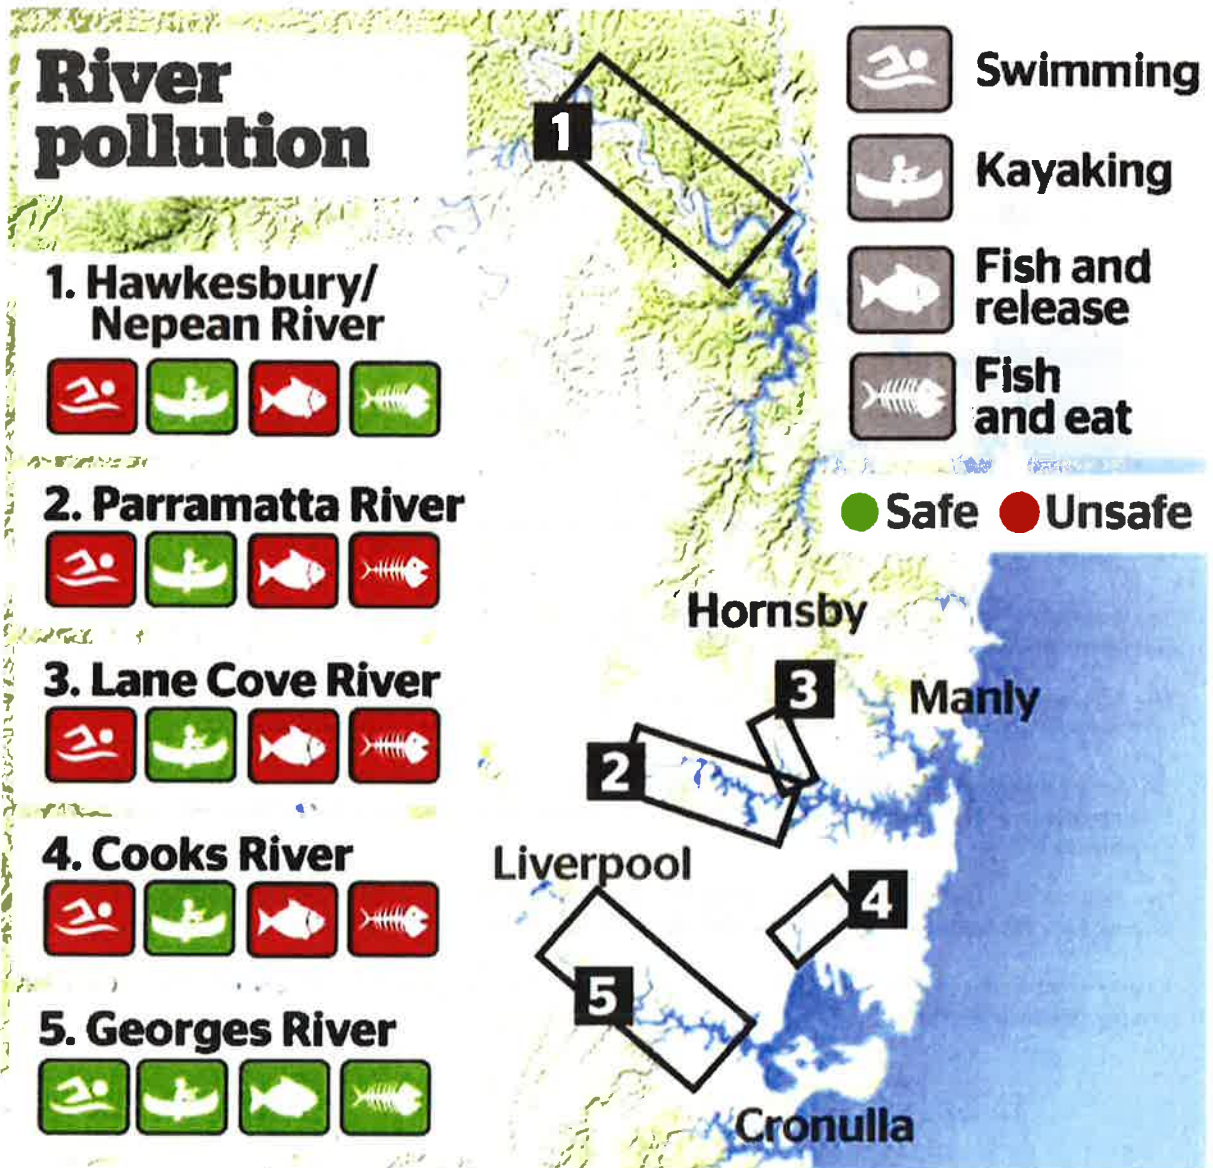 River
pollution
1. Hawkesbury/
Nepean River
2. Parramatta River
3. Lane Cove River
4. Cooks River
5. Georges River
Swimming
Kayaking
Fish and
release
Fish
and eat
Safe Unsafe
1
Hornsby
3
Manly
2
Liverpool
4
5
Cronulla